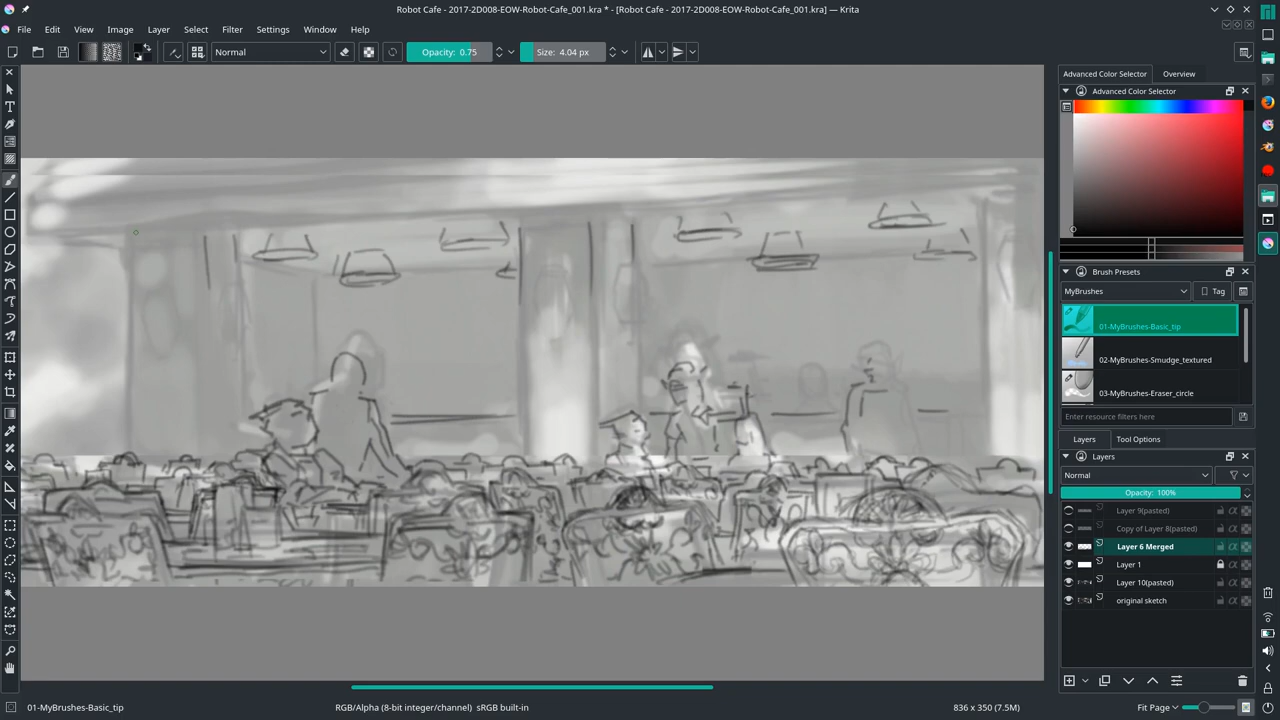 Robot Cafe - 2017-2D008-EOW-Robot-Cafe_001.kra * - [Robot Cafe - 2017-2D008-EOW-Robot-Cafe_001.kra] — Krita
File Edit View Image Layer Select Filter Settings Window Help
Normal Opacity: 0.75 Size: 4.04 px
Advanced Color Selector Overview
Advanced Color Selector
Brush Presets
MyBrushes Tag
01-MyBrushes-Basic_tip
02-MyBrushes-Smudge_textured
03-MyBrushes-Eraser_circle
Enter resource filters here
Layers Tool Options
Layers
Normal
Opacity: 100%
Layer 9(pasted)
Copy of Layer 8(pasted)
Layer 6 Merged
Layer 1
Layer 10(pasted)
original sketch
01-MyBrushes-Basic_tip RGB/Alpha (8-bit integer/channel) sRGB built-in 836 x 350 (7.5M) Fit Page